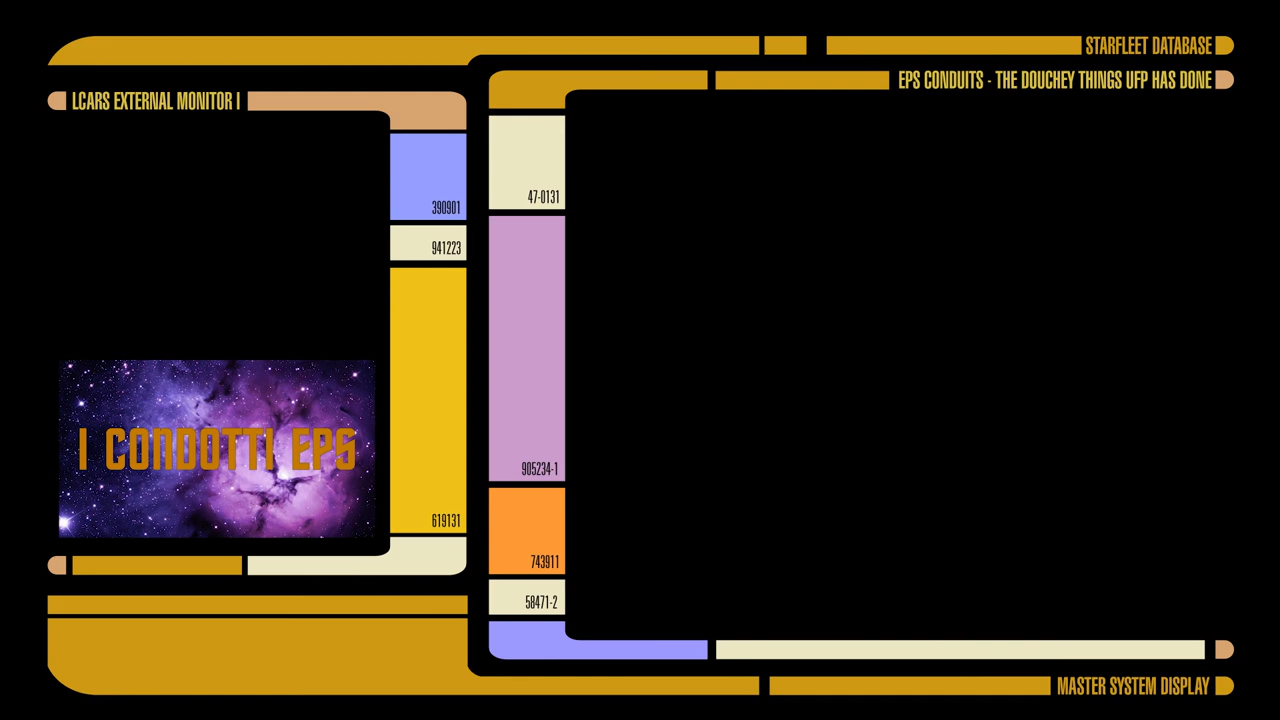 STARFLEET DATABASE
EPS CONDUITS - THE DOUCHEY THINGS UFP HAS DONE
LCARS EXTERNAL MONITOR I
390901
941223
619131
47-0131
905234-1
743911
58471-2
I CONDOTTI EPS
MASTER SYSTEM DISPLAY